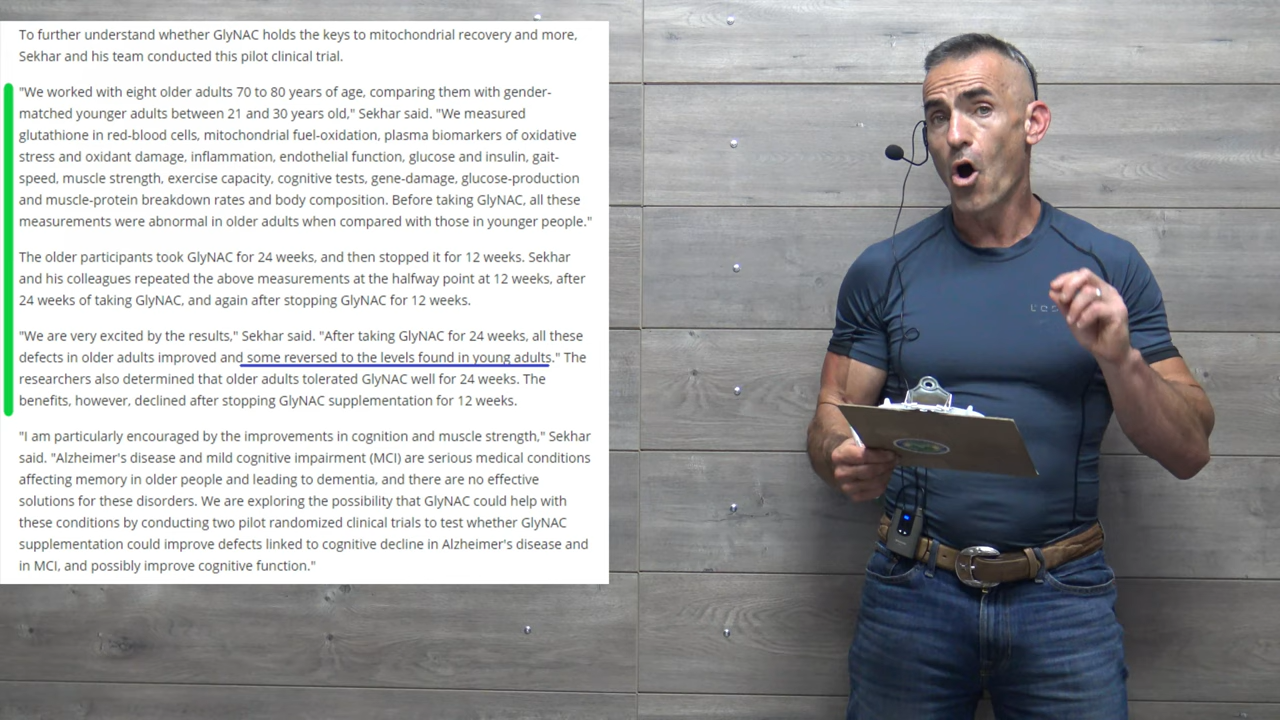 To further understand whether GlyNAC holds the keys to mitochondrial recovery and more,
Sekhar and his team conducted this pilot clinical trial.
"We worked with eight older adults 70 to 80 years of age, comparing them with gender-
matched younger adults between 21 and 30 years old," Sekhar said. "We measured
glutathione in red-blood cells, mitochondrial fuel-oxidation, plasma biomarkers of oxidative
stress and oxidant damage, inflammation, endothelial function, glucose and insulin, gait-
speed, muscle strength, exercise capacity, cognitive tests, gene-damage, glucose-production
and muscle-protein breakdown rates and body composition. Before taking GlyNAC, all these
measurements were abnormal in older adults when compared with those in younger people."
The older participants took GlyNAC for 24 weeks, and then stopped it for 12 weeks. Sekhar
and his colleagues repeated the above measurements at the halfway point at 12 weeks, after
24 weeks of taking GlyNAC, and again after stopping GlyNAC for 12 weeks.
"We are very excited by the results," Sekhar said. "After taking GlyNAC for 24 weeks, all these
defects in older adults improved and some reversed to the levels found in young adults." The
researchers also determined that older adults tolerated GlyNAC well for 24 weeks. The
benefits, however, declined after stopping GlyNAC supplementation for 12 weeks.
"I am particularly encouraged by the improvements in cognition and muscle strength," Sekhar
said. "Alzheimer's disease and mild cognitive impairment (MCI) are serious medical conditions
affecting memory in older people and leading to dementia, and there are no effective
solutions for these disorders. We are exploring the possibility that GlyNAC could help with
these conditions by conducting two pilot randomized clinical trials to test whether GlyNAC
supplementation could improve defects linked to cognitive decline in Alzheimer's disease and
in MCI, and possibly improve cognitive function."